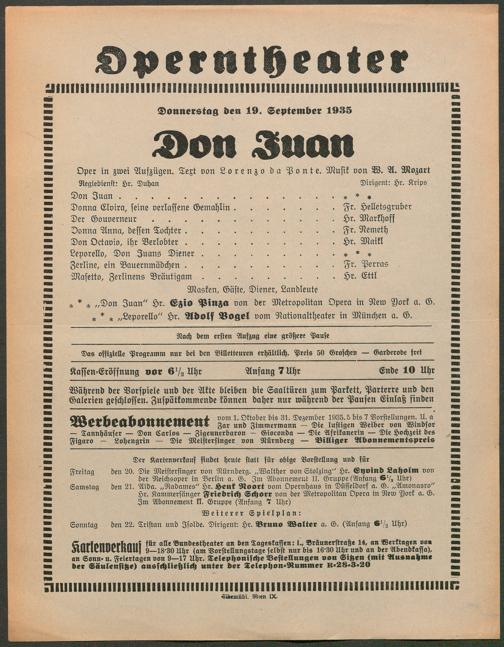 Operntheater
Donnerstag den 19. September 1935
Don Juan
Oper in zwei Aufzügen. Text von Lorenzo da Ponte. Musik von W. A. Mozart
Regiedienst: Hr. Duhan Dirigent: Hr. Krips
Don Juan . . . . . . . . . . * * *
Donna Elvira, seine verlassene Gemahlin . . . . . . Fr. Helletsgruber
Der Gouverneur . . . . . . . . . . Hr. Markhoff
Donna Anna, dessen Tochter . . . . . . . . Fr. Nemeth
Don Octavio, ihr Verlobter . . . . . . . . Hr. Maikl
Leporello, Don Juans Diener . . . . . . . . * * *
Zerline, ein Bauernmädchen . . . . . . . . Fr. Perras
Masetto, Zerlinens Bräutigam . . . . . . . . Hr. Ettl
Masken, Gäste, Diener, Landleute
* * * „Don Juan" Hr. Ezio Pinza von der Metropolitan Opera in New York a. G.
* * * „Leporello" Hr. Adolf Vogel vom Nationaltheater in München a. G.
Nach dem ersten Aufzug eine größere Pause
Das offizielle Programm nur bei den Billetteuren erhältlich. Preis 50 Groschen — Garderobe frei
Kassen-Eröffnung vor 6½ Uhr Anfang 7 Uhr Ende 10 Uhr
Während der Vorspiele und der Akte bleiben die Saaltüren zum Parkett, Parterre und den
Galerien geschlossen. Zuspätkommende können daher nur während der Pausen Einlaß finden
Werbeabonnement vom 1. Oktober bis 31. Dezember 1935. 5 bis 7 Vorstellungen. U. a
Zar und Zimmermann — Die lustigen Weiber von Windsor
— Tannhäuser — Don Carlos — Zigeunerbaron — Gioconda — Die Afrikanerin — Die Hochzeit des
Figaro — Lohengrin — Die Meistersinger von Nürnberg — Billiger Abonnementspreis
Der Kartenverkauf findet heute statt für obige Vorstellung und für
Freitag den 20. Die Meistersinger von Nürnberg. „Walther von Stolzing" Hr. Eyvind Laholm von
der Reichsoper in Berlin a. G. Im Abonnement II. Gruppe (Anfang 6½ Uhr)
Samstag den 21. Aïda. „Radames" Hr. Henk Noort vom Opernhaus in Düsseldorf a. G. „Amonasro"
Hr. Kammersänger Friedrich Schorr von der Metropolitan Opera in New York a. G.
Im Abonnement II. Gruppe (Anfang 7 Uhr)
Weiterer Spielplan:
Sonntag den 22. Tristan und Isolde. Dirigent: Hr. Bruno Walter a. G. (Anfang 6½ Uhr)
Kartenverkauf für alle Bundestheater an den Tageskassen: I., Bräunerstraße 14, an Werktagen von
9—18·30 Uhr (am Vorstellungstage selbst nur bis 16·30 Uhr und an der Abendkassa),
an Sonn- u. Feiertagen von 9—17 Uhr. Telephonische Bestellungen von Sitzen (mit Ausnahme
der Säulensitze) ausschließlich unter der Telephon-Nummer R-28-3-20
Elbemühl, Wien IX.